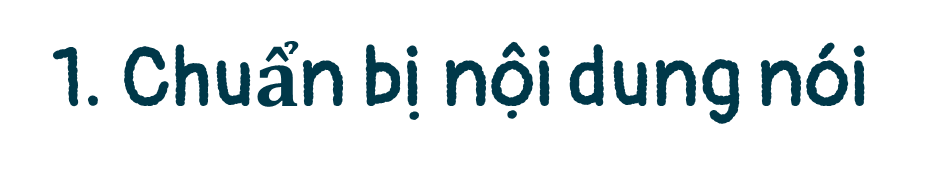 1. Chuẩn bị nội dung nói